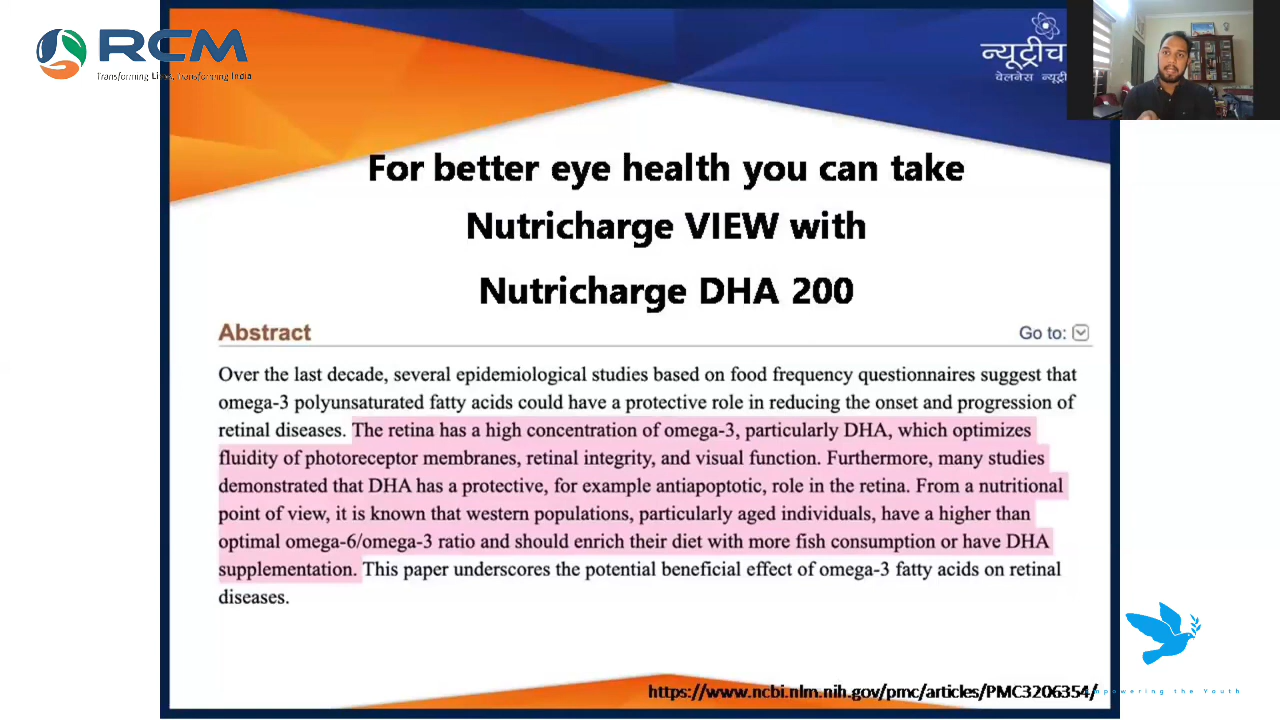 RCM
Transforming Lives, Transforming India
न्यूट्रीच
वेलनेस न्यूट्री
For better eye health you can take
Nutricharge VIEW with
Nutricharge DHA 200
Abstract
Go to:
Over the last decade, several epidemiological studies based on food frequency questionnaires suggest that
omega-3 polyunsaturated fatty acids could have a protective role in reducing the onset and progression of
retinal diseases. The retina has a high concentration of omega-3, particularly DHA, which optimizes
fluidity of photoreceptor membranes, retinal integrity, and visual function. Furthermore, many studies
demonstrated that DHA has a protective, for example antiapoptotic, role in the retina. From a nutritional
point of view, it is known that western populations, particularly aged individuals, have a higher than
optimal omega-6/omega-3 ratio and should enrich their diet with more fish consumption or have DHA
supplementation. This paper underscores the potential beneficial effect of omega-3 fatty acids on retinal
diseases.
https://www.ncbi.nlm.nih.gov/pmc/articles/PMC3206354/
mpowering the Youth